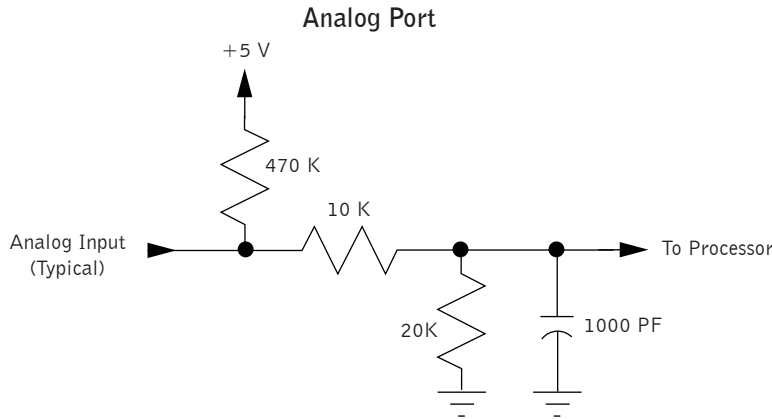 Analog Port
+5 V
470 K
10 K
Analog Input
(Typical)
To Processor
20K
1000 PF